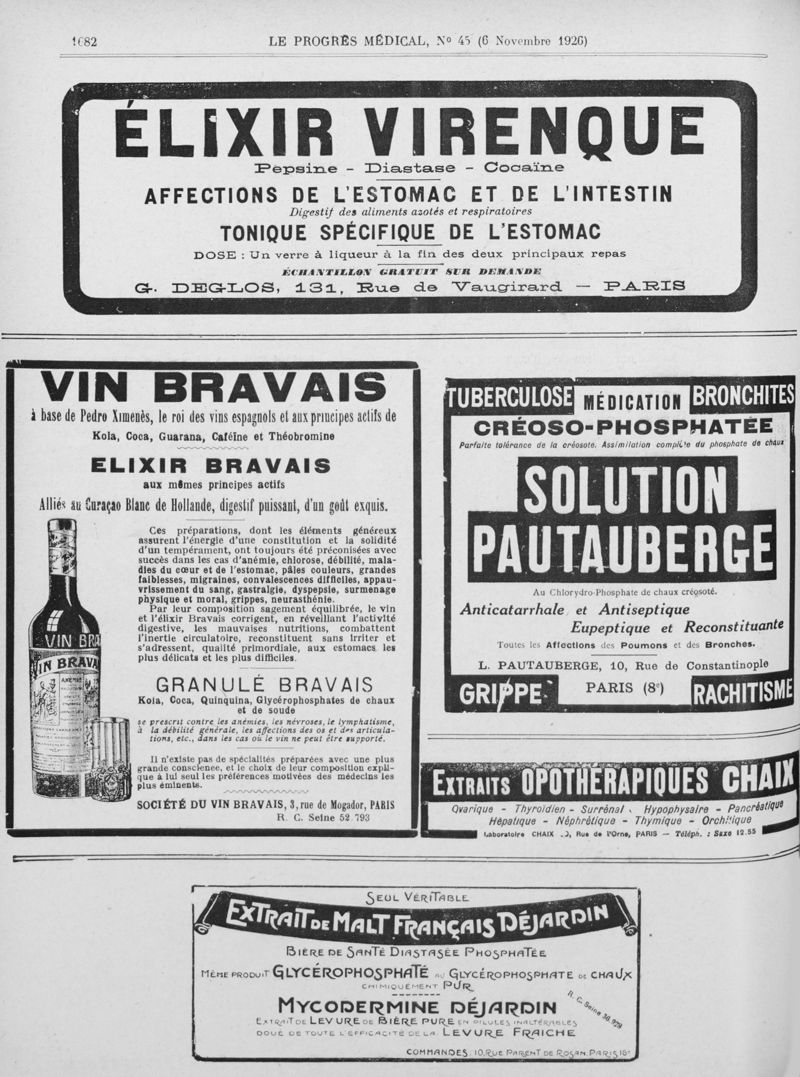 1682
LE PROGRÈS MÉDICAL, No 45 (6 Novembre 1926)
ÉLIXIR VIRENQUE
Pepsine - Diastase - Cocaïne
AFFECTIONS DE L'ESTOMAC ET DE L'INTESTIN
Digestif des aliments azotés et respiratoires
TONIQUE SPÉCIFIQUE DE L'ESTOMAC
DOSE : Un verre à liqueur à la fin des deux principaux repas
ÉCHANTILLON GRATUIT SUR DEMANDE
G. DEGLOS, 131, Rue de Vaugirard — PARIS
VIN BRAVAIS
à base de Pedro Ximenès, le roi des vins espagnols et aux principes actifs de
Kola, Coca, Guarana, Caféïne et Théobromine
ELIXIR BRAVAIS
aux mêmes principes actifs
Alliés au Curaçao Blanc de Hollande, digestif puissant, d'un goût exquis.
Ces préparations, dont les éléments généreux
assurent l'énergie d'une constitution et la solidité
d'un tempérament, ont toujours été préconisées avec
succès dans les cas d'anémie, chlorose, débilité, mala-
dies du cœur et de l'estomac, pâles couleurs, grandes
faiblesses, migraines, convalescences difficiles, appau-
vrissement du sang, gastralgie, dyspepsie, surmenage
physique et moral, grippes, neurasthénie.
Par leur composition sagement équilibrée, le vin
et l'élixir Bravais corrigent, en réveillant l'activité
digestive, les mauvaises nutritions, combattent
l'inertie circulatoire, reconstituent sans irriter et
s'adressent, qualité primordiale, aux estomacs les
plus délicats et les plus difficiles.
VIN BRA
VIN BRAVAI
GRANULÉ BRAVAIS
Kola, Coca, Quinquina, Glycérophosphates de chaux
et de soude
se prescrit contre les anémies, les névroses, le lymphatisme,
à la débilité générale, les affections des os et des articula-
tions, etc., dans les cas où le vin ne peut être supporté.
Il n'existe pas de spécialités préparées avec une plus
grande conscience, et le choix de leur composition expli-
que à lui seul les préférences motivées des médecins les
plus éminents.
SOCIÉTÉ DU VIN BRAVAIS, 3, rue de Mogador, PARIS
R. C. Seine 52.793
TUBERCULOSE MÉDICATION BRONCHITES
CRÉOSO-PHOSPHATÉE
Parfaite tolérance de la créosote. Assimilation complète du phosphate de chaux
SOLUTION
PAUTAUBERGE
Au Chlorydro-Phosphate de chaux créosoté.
Anticatarrhale et Antiseptique
Eupeptique et Reconstituante
Toutes les Affections des Poumons et des Bronches.
L. PAUTAUBERGE, 10, Rue de Constantinople
GRIPPE PARIS (8e) RACHITISME
EXTRAITS OPOTHÉRAPIQUES CHAIX
Ovarique - Thyroïdien - Surrénal - Hypophysaire - Pancréatique
Hépatique - Néphrétique - Thymique - Orchitique
Laboratoire CHAIX Rue de l'Orne, PARIS — Téléph. : Saxe 12.55
SEUL VÉRITABLE
EXTRAIT DE MALT FRANÇAIS DÉJARDIN
BIÈRE DE SANTÉ DIASTASÉE PHOSPHATÉE
MÊME PRODUIT GLYCÉROPHOSPHATÉ AU GLYCÉROPHOSPHATE DE CHAUX
CHIMIQUEMENT PUR
MYCODERMINE DÉJARDIN
R. C. Seine 30.929
EXTRAIT DE LEVURE DE BIÈRE PURE EN PILULES INALTÉRABLES
DOUÉ DE TOUTE L'EFFICACITÉ DE LA LEVURE FRAICHE
COMMANDES, 10, RUE PARENT DE ROSAN, PARIS 16e